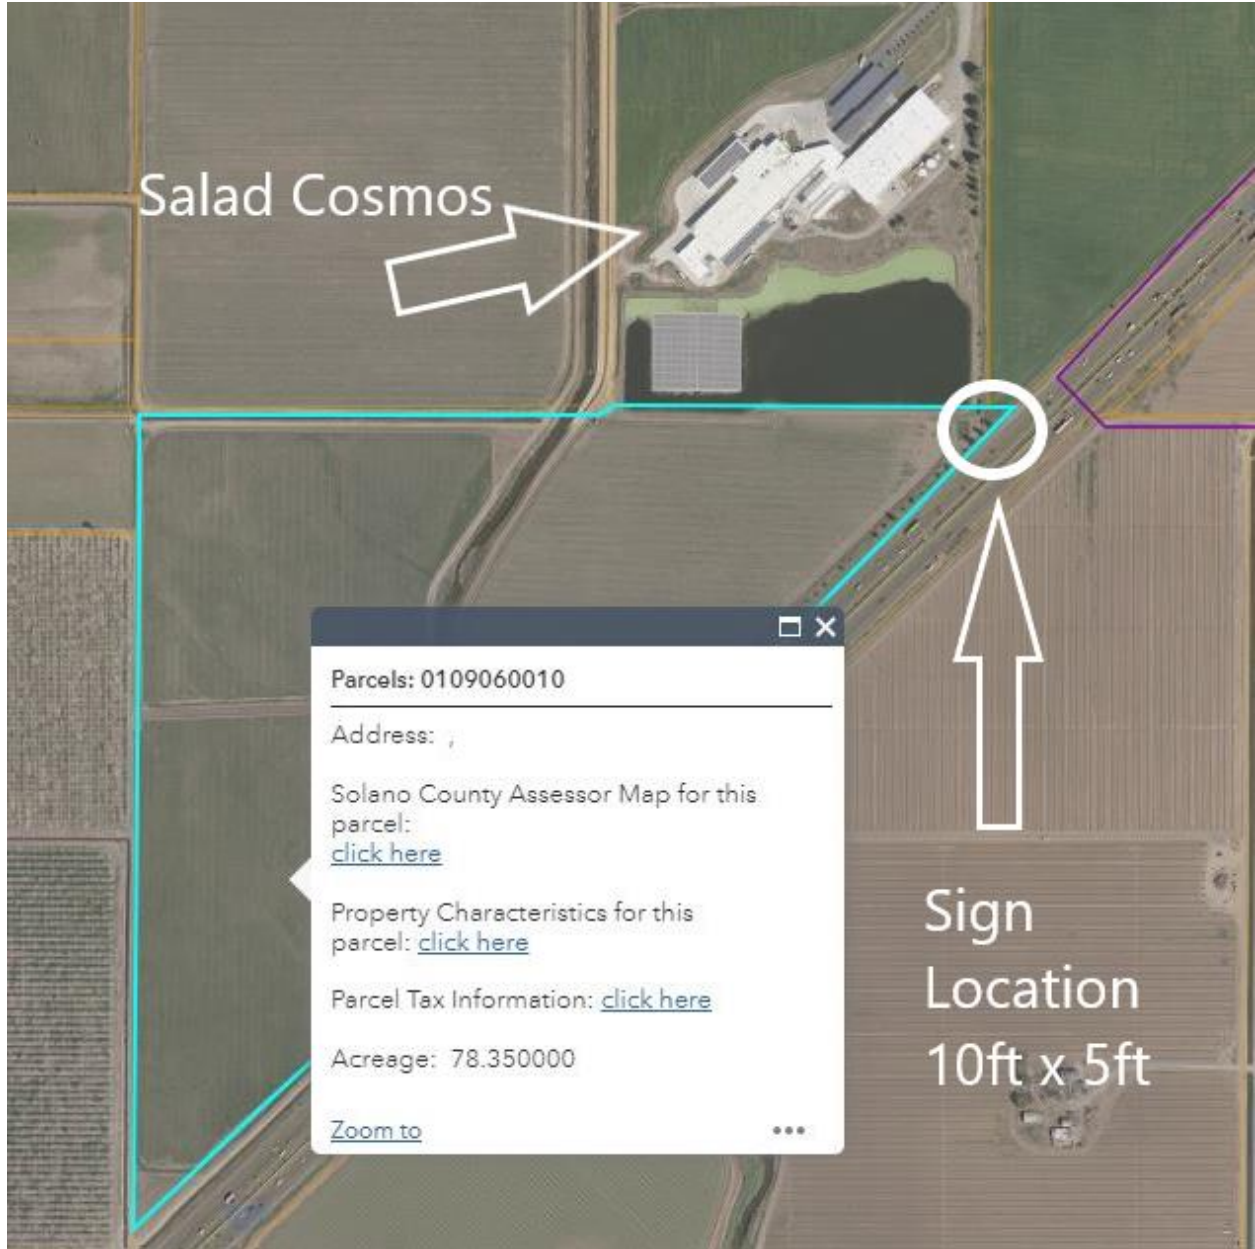 Salad Cosmos
Parcels: 0109060010
Address: ,
Solano County Assessor Map for this
parcel:
click here
Property Characteristics for this
parcel: click here
Parcel Tax Information: click here
Acreage: 78.350000
Zoom to
Sign
Location
10ft x 5ft